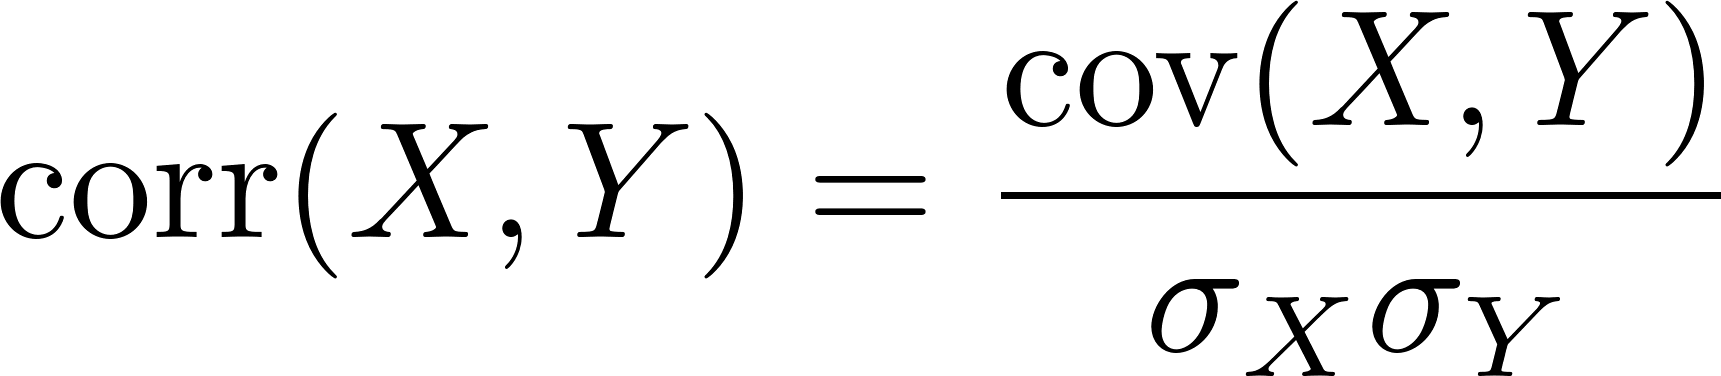 corr(X, Y) = cov(X, Y) / σ_X σ_Y